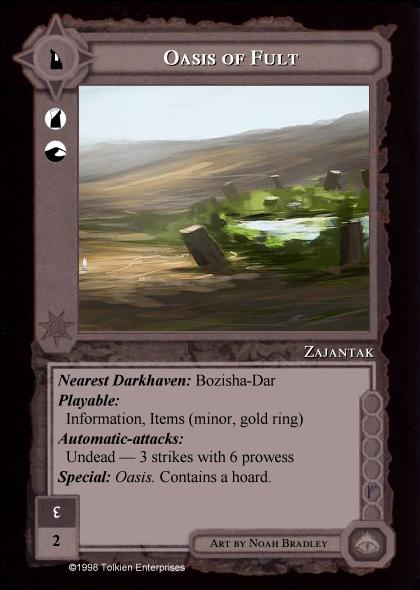 OASIS OF FULT
ZAJANTAK
Nearest Darkhaven: Bozisha-Dar
Playable:
Information, Items (minor, gold ring)
Automatic-attacks:
Undead — 3 strikes with 6 prowess
Special: Oasis. Contains a hoard.
ε
2
ART BY NOAH BRADLEY
©1998 Tolkien Enterprises